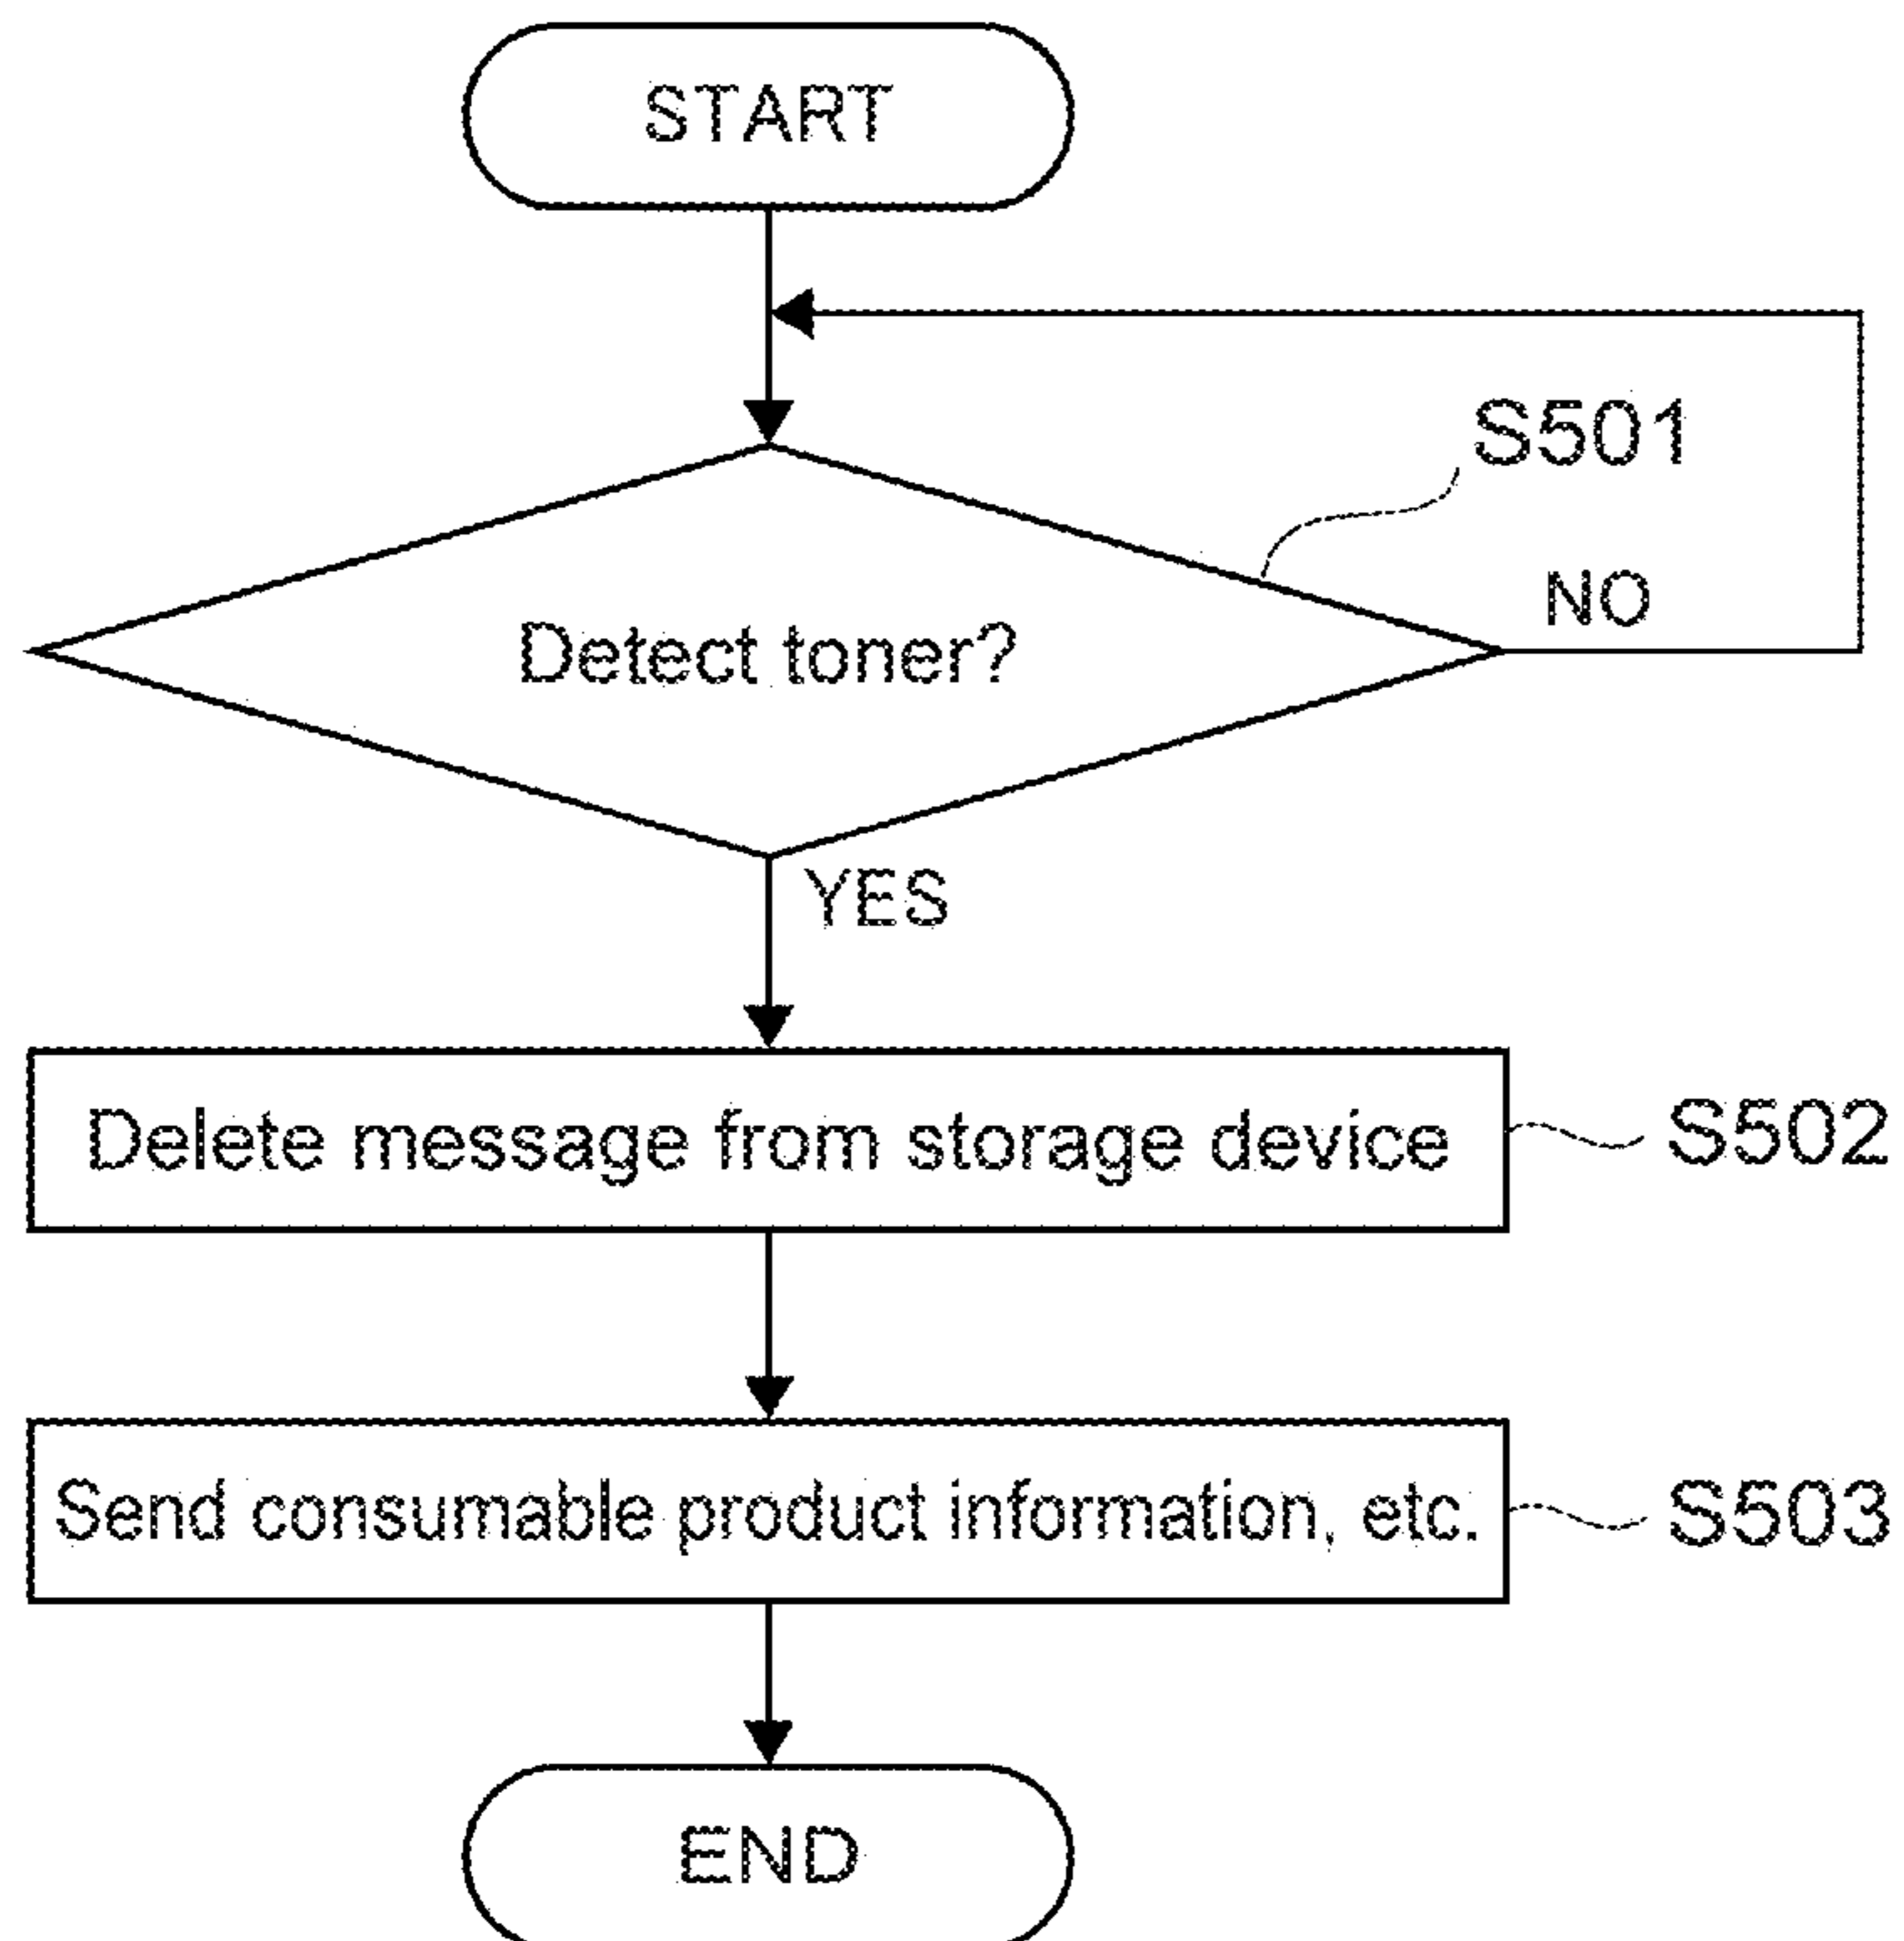 START
S501
NO
Detect toner?
YES
Delete message from storage device
S502
Send consumable product information, etc.
S503
END